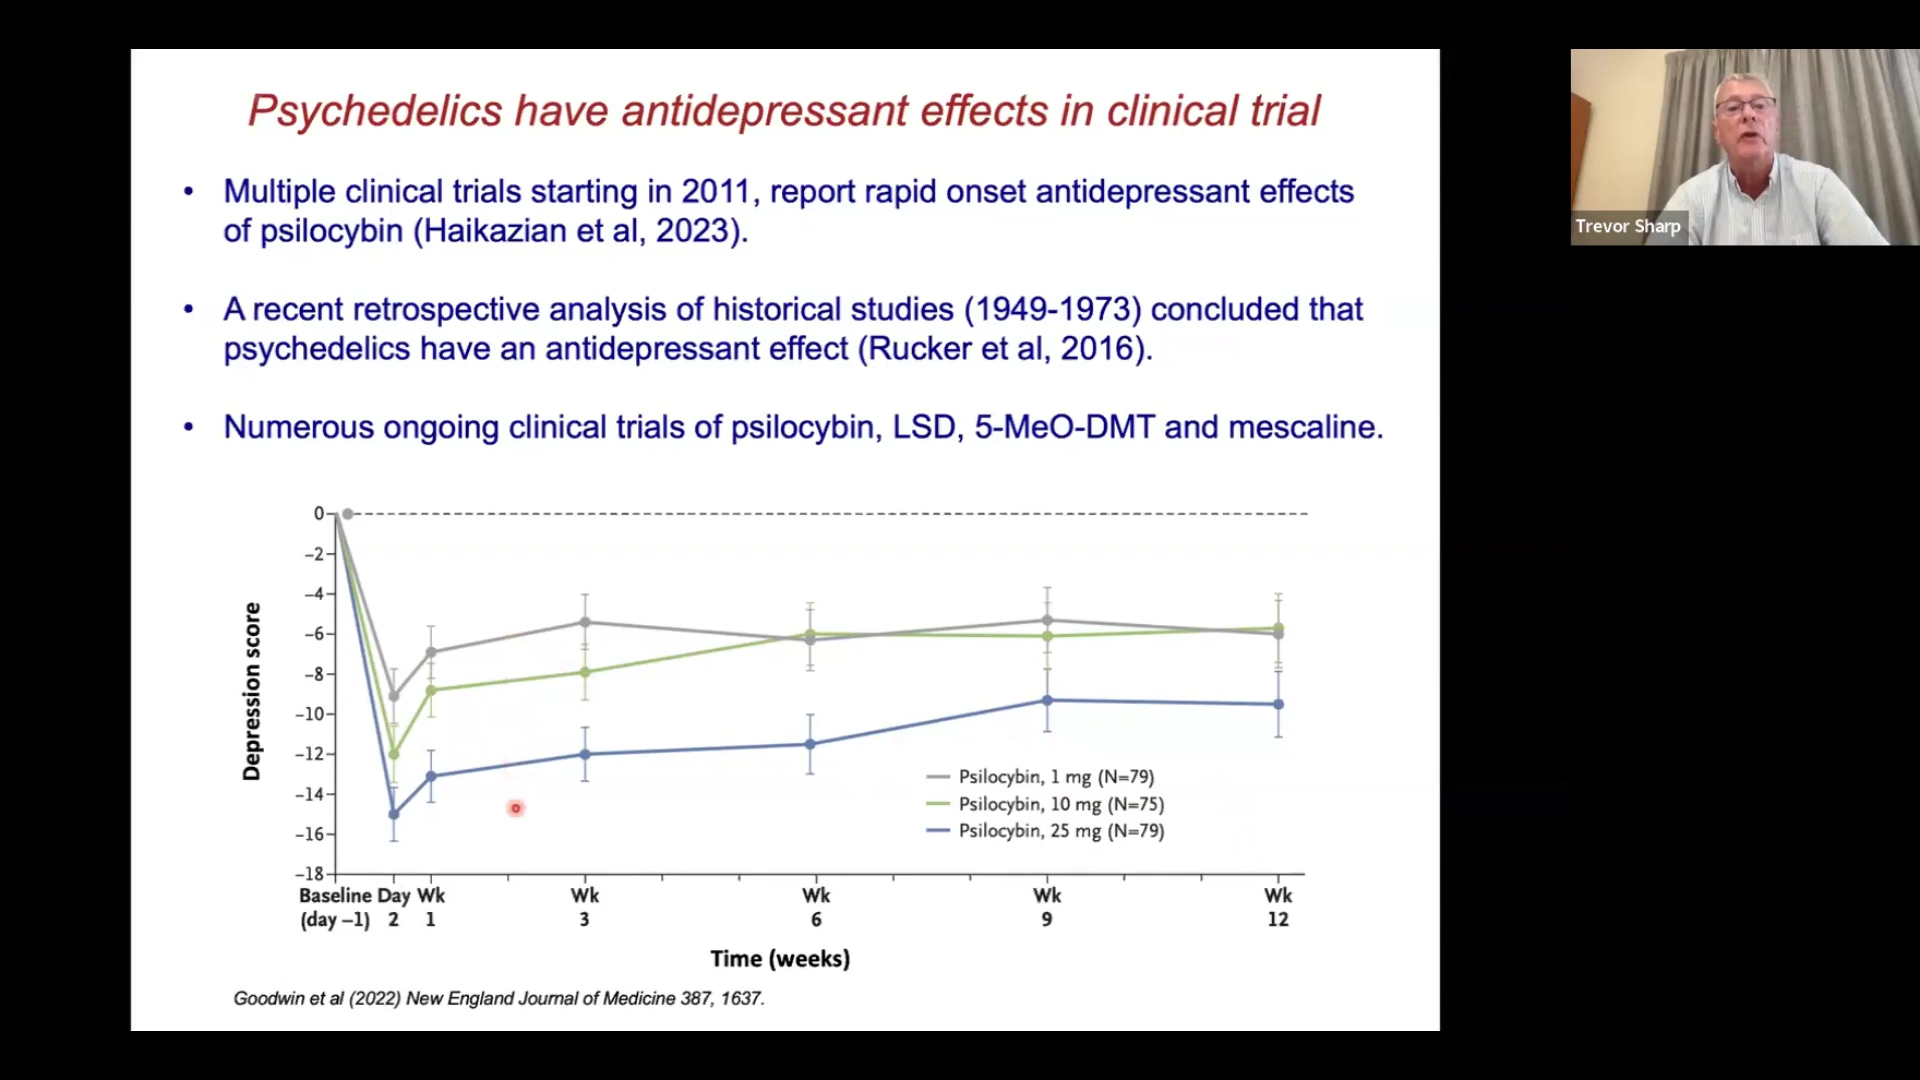 Psychedelics have antidepressant effects in clinical trial
• Multiple clinical trials starting in 2011, report rapid onset antidepressant effects
of psilocybin (Haikazian et al, 2023).
• A recent retrospective analysis of historical studies (1949-1973) concluded that
psychedelics have an antidepressant effect (Rucker et al, 2016).
• Numerous ongoing clinical trials of psilocybin, LSD, 5-MeO-DMT and mescaline.
Depression score
0
–2
–4
–6
–8
–10
–12
–14
–16
–18
Psilocybin, 1 mg (N=79)
Psilocybin, 10 mg (N=75)
Psilocybin, 25 mg (N=79)
Baseline Day Wk Wk Wk Wk Wk
(day –1) 2 1 3 6 9 12
Time (weeks)
Goodwin et al (2022) New England Journal of Medicine 387, 1637.
Trevor Sharp